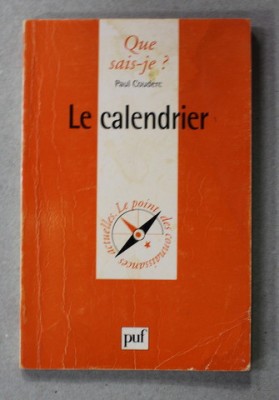 Que
sais-je ?
Paul Couderc
Le calendrier
Le point des connaissances actuelles.
puf